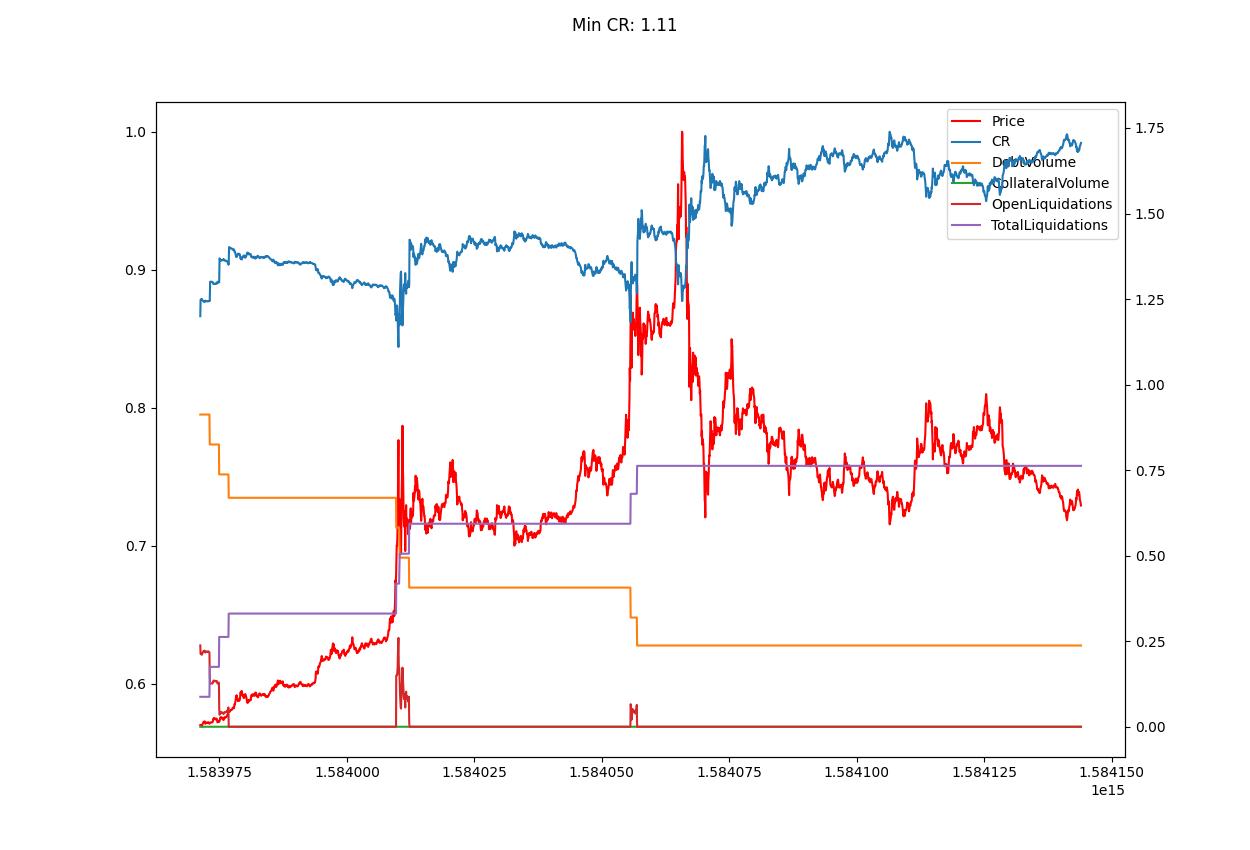 Min CR: 1.11
1.0
0.9
0.8
0.7
0.6
1.75
1.50
1.25
1.00
0.75
0.50
0.25
0.00
Price
CR
DebtVolume
CollateralVolume
OpenLiquidations
TotalLiquidations
1.583975 1.584000 1.584025 1.584050 1.584075 1.584100 1.584125 1.584150
1e15